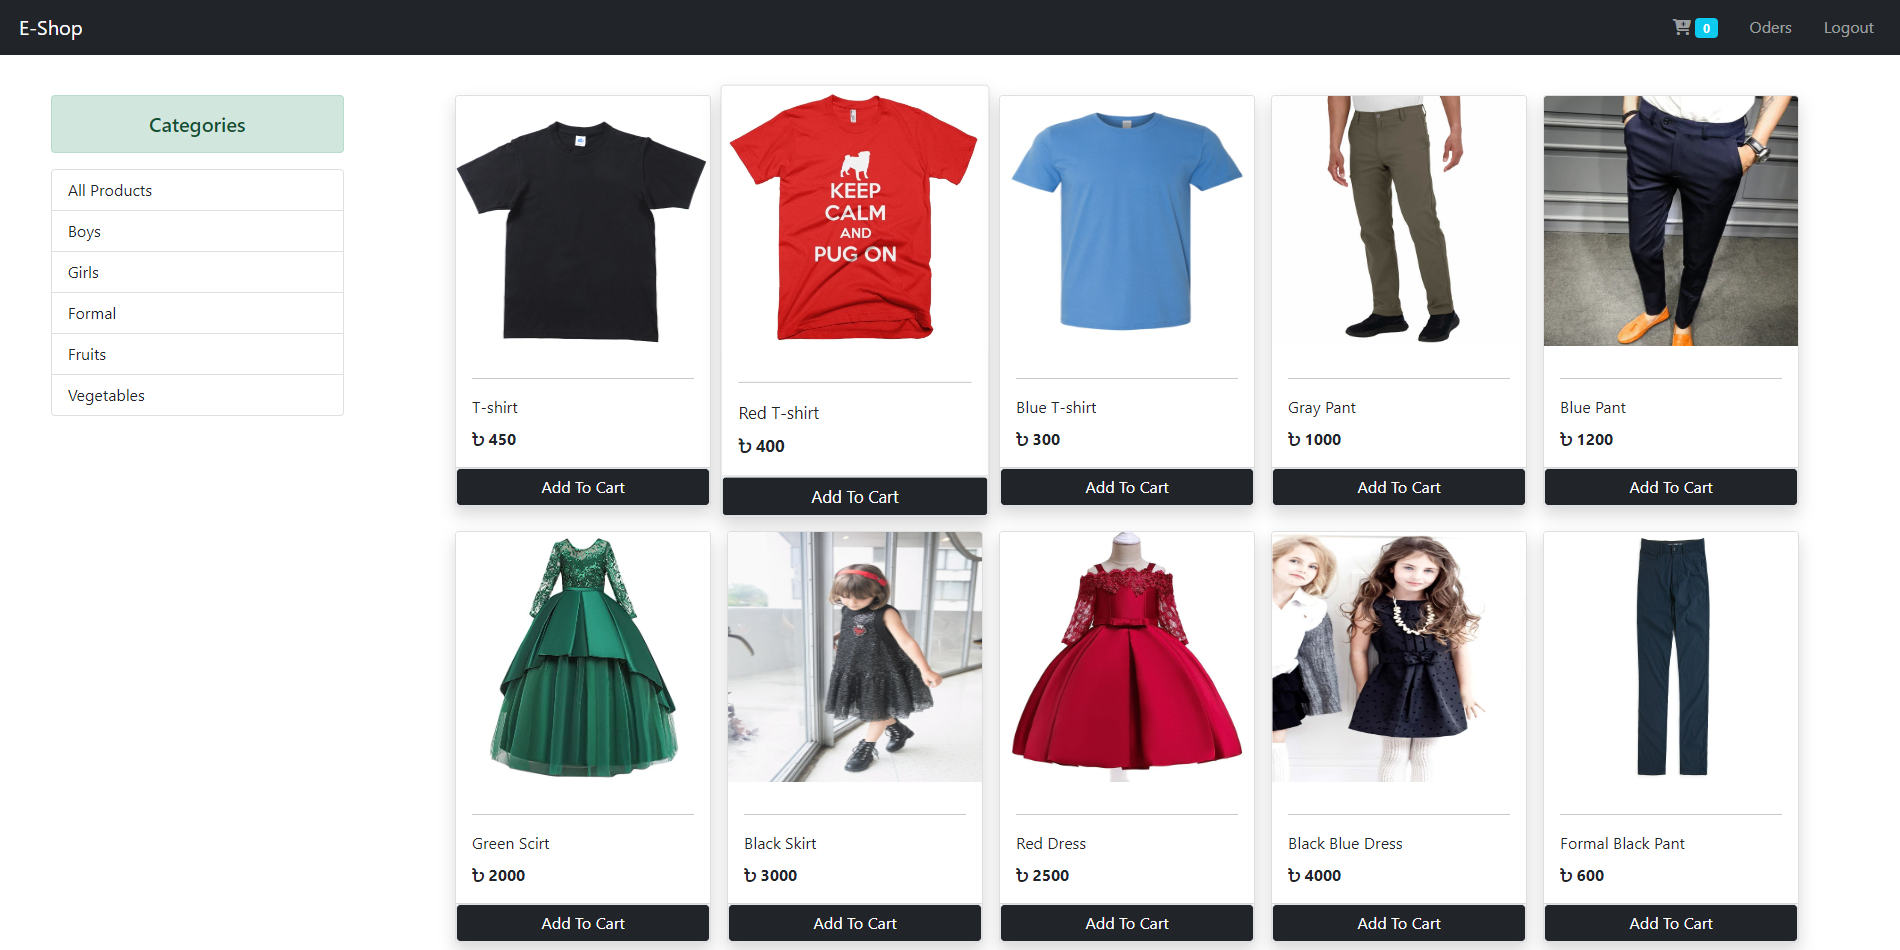 E-Shop
0
Oders
Logout
Categories
All Products
Boys
Girls
Formal
Fruits
Vegetables
KEEP
CALM
AND
PUG ON
T-shirt
৳ 450
Add To Cart
Red T-shirt
৳ 400
Add To Cart
Blue T-shirt
৳ 300
Add To Cart
Gray Pant
৳ 1000
Add To Cart
Blue Pant
৳ 1200
Add To Cart
Green Scirt
৳ 2000
Add To Cart
Black Skirt
৳ 3000
Add To Cart
Red Dress
৳ 2500
Add To Cart
Black Blue Dress
৳ 4000
Add To Cart
Formal Black Pant
৳ 600
Add To Cart